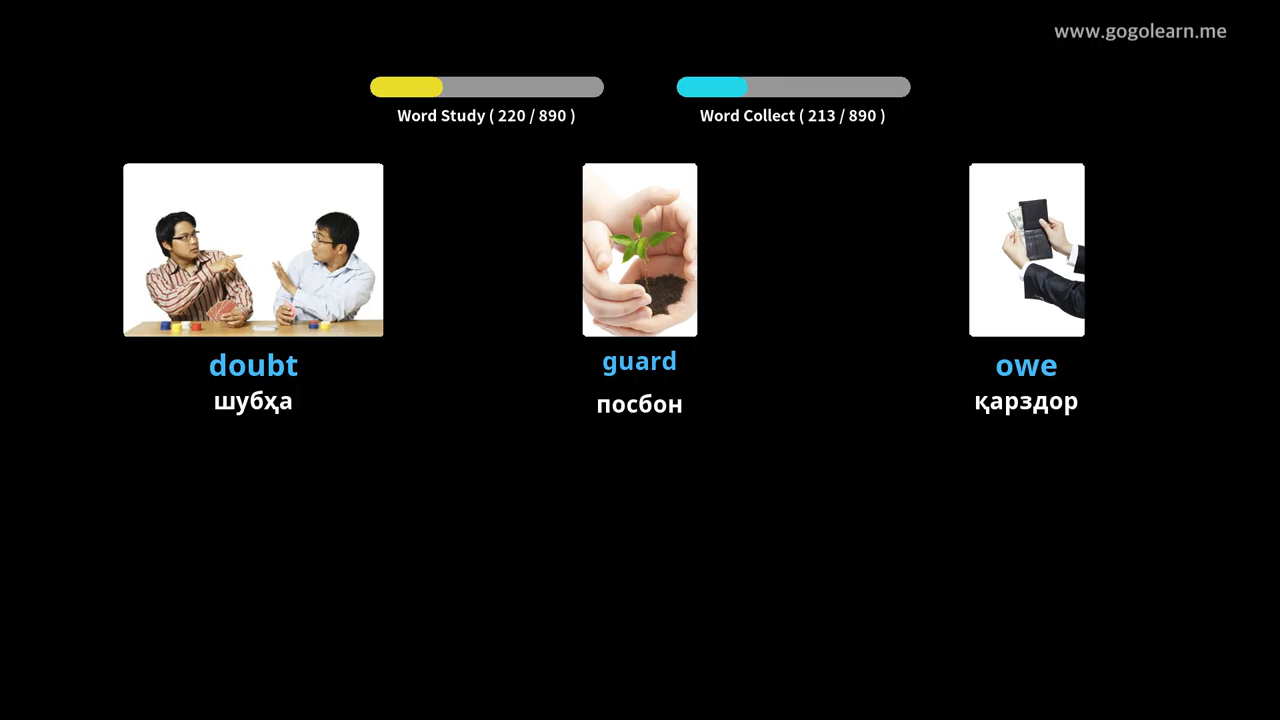 www.gogolearn.me
Word Study ( 220 / 890 )
Word Collect ( 213 / 890 )
doubt
шубҳа
guard
посбон
owe
қарздор